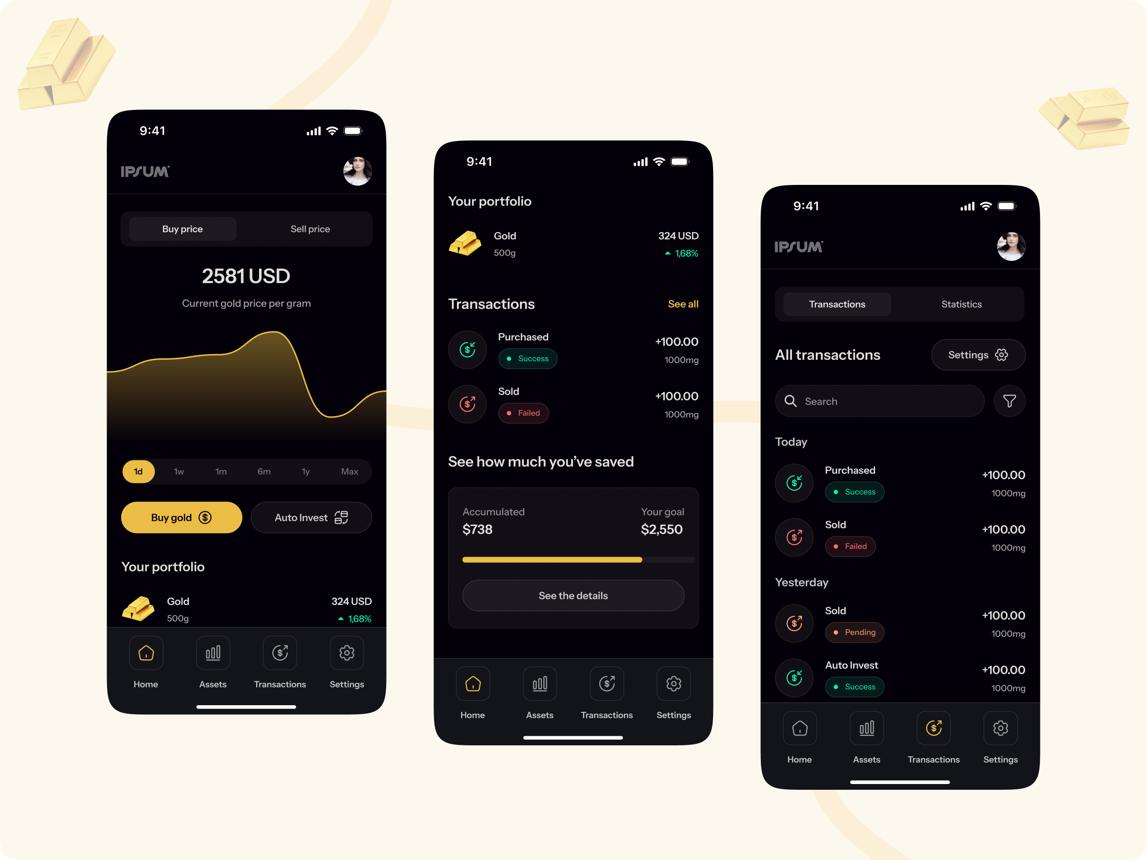 9:41
IPSUM
Buy price
Sell price
2581 USD
Current gold price per gram
1d 1w 1m 6m 1y Max
Buy gold
Auto Invest
Your portfolio
Gold 324 USD
500g 1,68%
Home Assets Transactions Settings
9:41
Your portfolio
Gold 324 USD
500g 1,68%
Transactions See all
Purchased +100.00
Success 1000mg
Sold +100.00
Failed 1000mg
See how much you’ve saved
Accumulated Your goal
$738 $2,550
See the details
Home Assets Transactions Settings
9:41
IPSUM
Transactions Statistics
All transactions Settings
Search
Today
Purchased +100.00
Success 1000mg
Sold +100.00
Failed 1000mg
Yesterday
Sold +100.00
Pending 1000mg
Auto Invest +100.00
Success 1000mg
Home Assets Transactions Settings